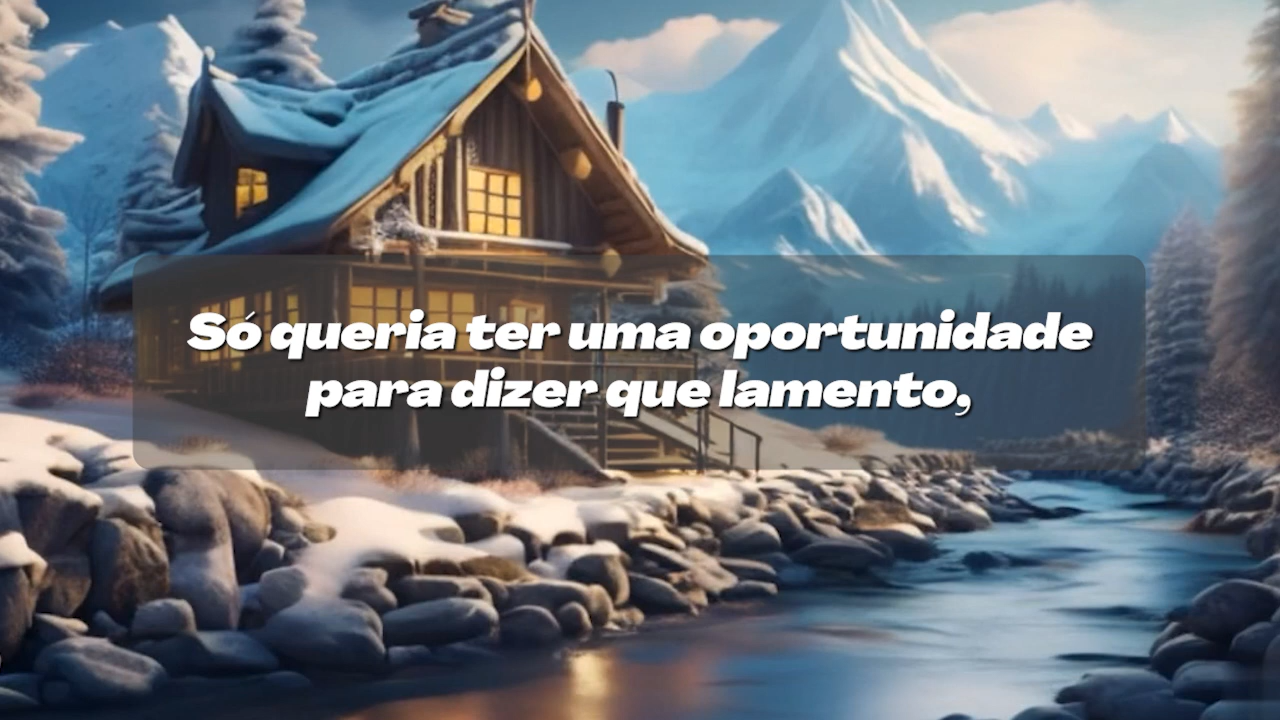 Só queria ter uma oportunidade
para dizer que lamento,